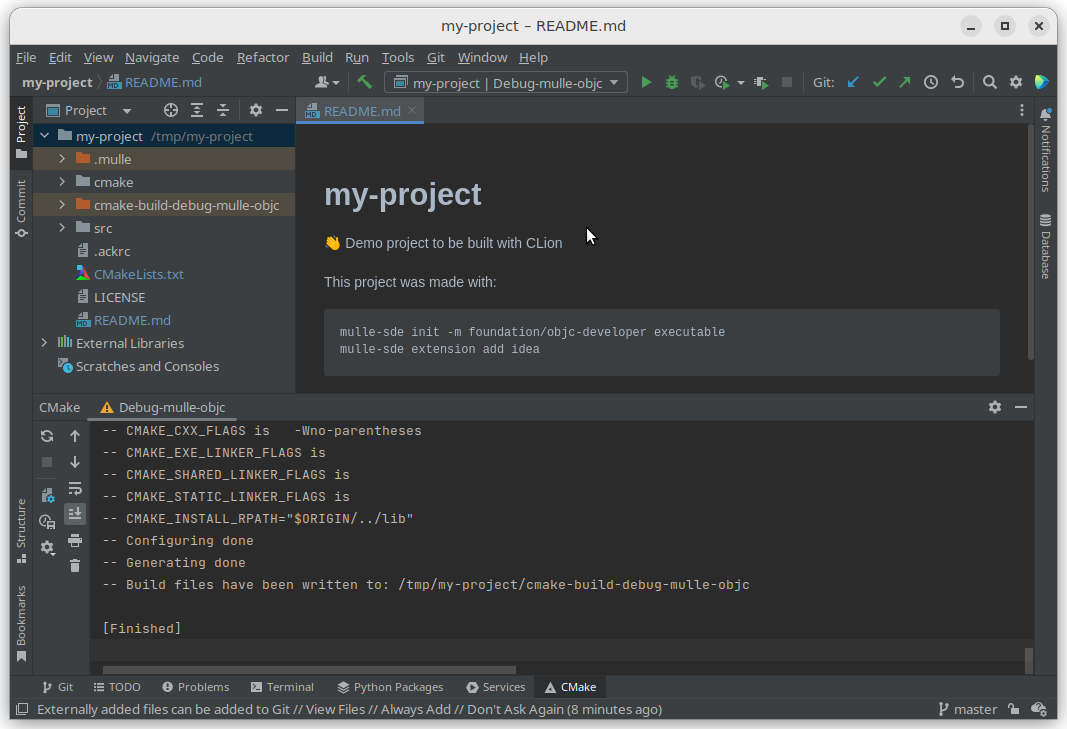 my-project – README.md
File Edit View Navigate Code Refactor Build Run Tools Git Window Help
my-project README.md my-project | Debug-mulle-objc Git:
Project
README.md
Project
Commit
Structure
Bookmarks
my-project /tmp/my-project
.mulle
cmake
cmake-build-debug-mulle-objc
src
.ackrc
CMakeLists.txt
LICENSE
README.md
External Libraries
Scratches and Consoles
my-project
👋 Demo project to be built with CLion
This project was made with:
mulle-sde init -m foundation/objc-developer executable
mulle-sde extension add idea
Notifications
Database
CMake Debug-mulle-objc
-- CMAKE_CXX_FLAGS is   -Wno-parentheses
-- CMAKE_EXE_LINKER_FLAGS is
-- CMAKE_SHARED_LINKER_FLAGS is
-- CMAKE_STATIC_LINKER_FLAGS is
-- CMAKE_INSTALL_RPATH="$ORIGIN/../lib"
-- Configuring done
-- Generating done
-- Build files have been written to: /tmp/my-project/cmake-build-debug-mulle-objc
[Finished]
Git TODO Problems Terminal Python Packages Services CMake
Externally added files can be added to Git // View Files // Always Add // Don't Ask Again (8 minutes ago) master